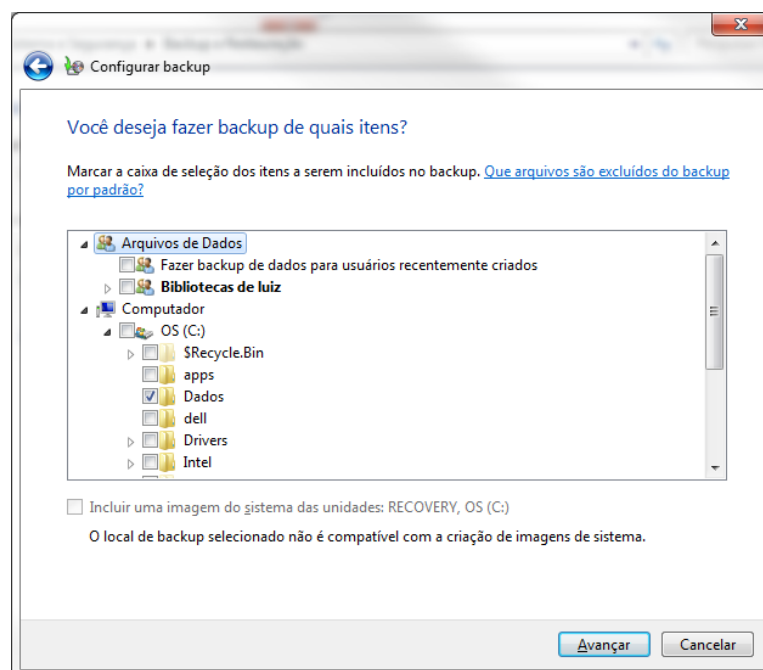 Configurar backup
Você deseja fazer backup de quais itens?
Marcar a caixa de seleção dos itens a serem incluídos no backup. Que arquivos são excluídos do backup
por padrão?
Arquivos de Dados
Fazer backup de dados para usuários recentemente criados
Bibliotecas de luiz
Computador
OS (C:)
$Recycle.Bin
apps
Dados
dell
Drivers
Intel
Incluir uma imagem do sistema das unidades: RECOVERY, OS (C:)
O local de backup selecionado não é compatível com a criação de imagens de sistema.
Avançar
Cancelar